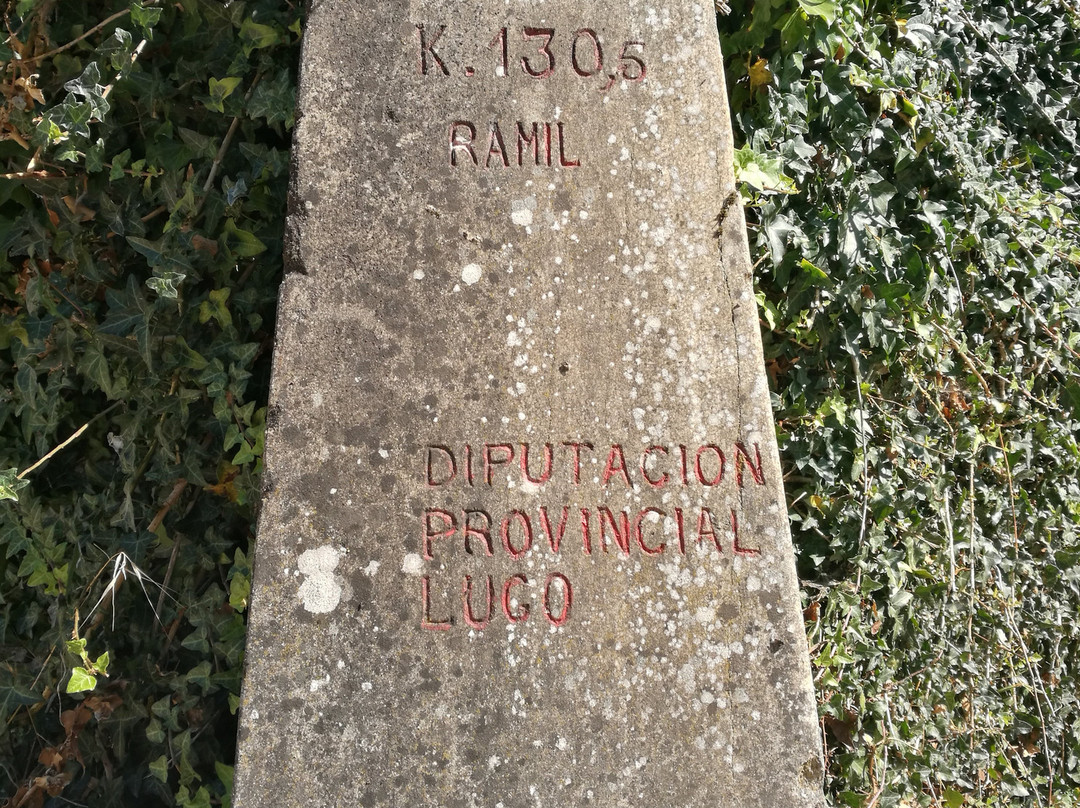 K. 130,5
RAMIL
DIPUTACION
PROVINCIAL
LUGO